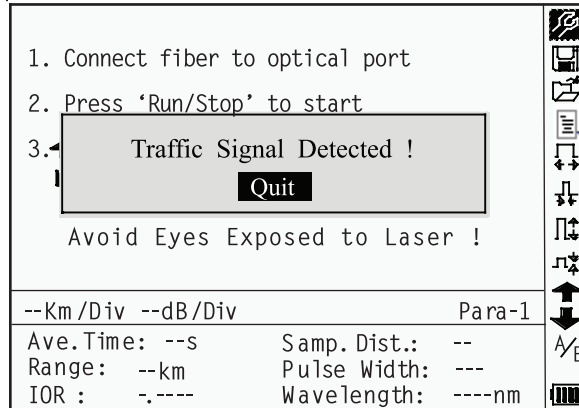 1. Connect fiber to optical port
2. Press ‘Run/Stop’ to start
3.
Traffic Signal Detected !
Quit
Avoid Eyes Exposed to Laser !
--Km/Div --dB/Div Para-1
Ave.Time: --s Samp.Dist.: --
Range: --km Pulse Width: ---
IOR : -.---- Wavelength: ----nm
A/B